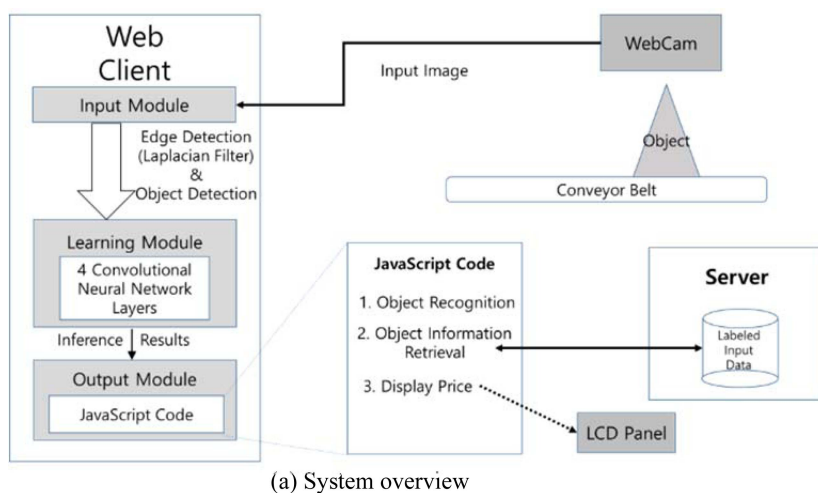 Web
Client
Input Module
Edge Detection
(Laplacian Filter)
&
Object Detection
Learning Module
4 Convolutional
Neural Network
Layers
Inference
Results
Output Module
JavaScript Code
Input Image
WebCam
Object
Conveyor Belt
JavaScript Code
1. Object Recognition
2. Object Information
Retrieval
3. Display Price
Server
Labeled
Input
Data
LCD Panel
(a) System overview